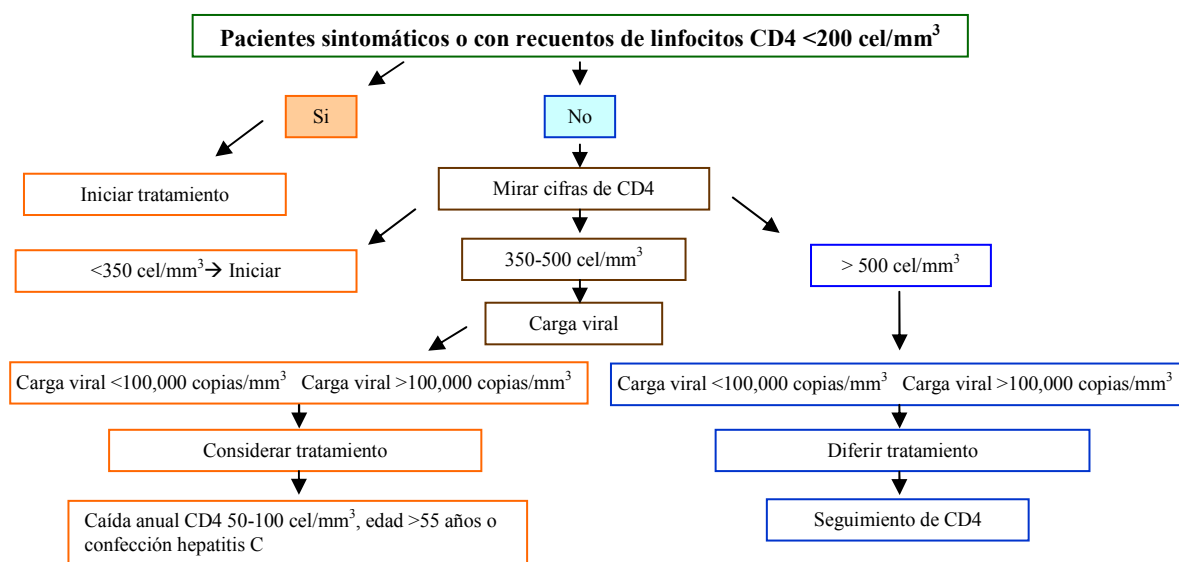 Pacientes sintomáticos o con recuentos de linfocitos CD4 <200 cel/mm³
Si
No
Iniciar tratamiento
Mirar cifras de CD4
<350 cel/mm³→ Iniciar
350-500 cel/mm³
> 500 cel/mm³
Carga viral
Carga viral <100,000 copias/mm³ Carga viral >100,000 copias/mm³
Carga viral <100,000 copias/mm³ Carga viral >100,000 copias/mm³
Considerar tratamiento
Diferir tratamiento
Caída anual CD4 50-100 cel/mm³, edad >55 años o
confección hepatitis C
Seguimiento de CD4